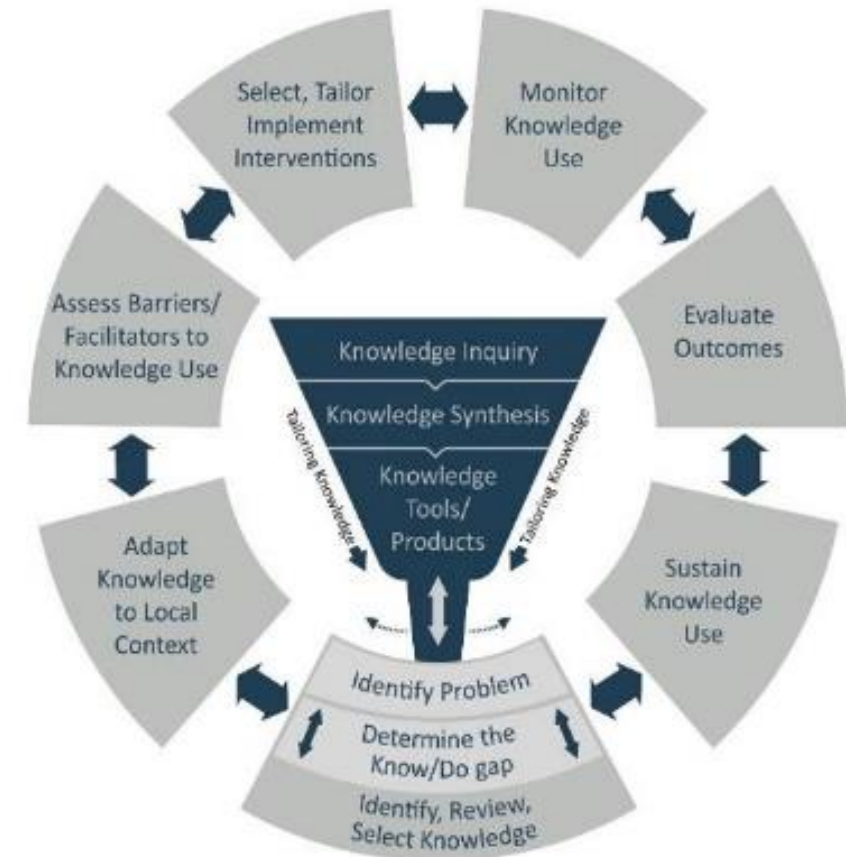 Select, Tailor
Implement
Interventions
Monitor
Knowledge
Use
Assess Barriers/
Facilitators to
Knowledge Use
Evaluate
Outcomes
Knowledge Inquiry
Knowledge Synthesis
Knowledge
Tools/
Products
Tailoring Knowledge
Tailoring Knowledge
Adapt
Knowledge
to Local
Context
Sustain
Knowledge
Use
Identify Problem
Determine the
Know/Do gap
Identify, Review,
Select Knowledge